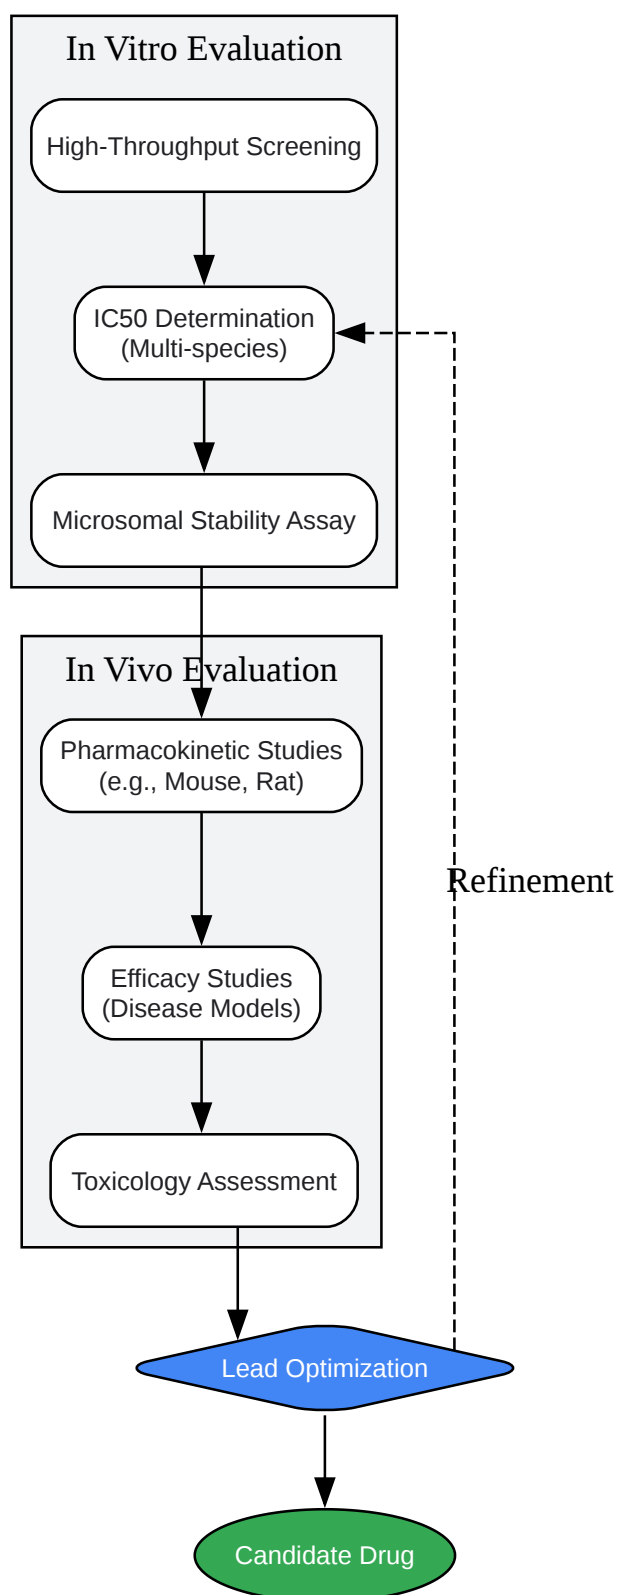 In Vitro Evaluation
High-Throughput Screening
IC50 Determination
(Multi-species)
Microsomal Stability Assay
In Vivo Evaluation
Pharmacokinetic Studies
(e.g., Mouse, Rat)
Refinement
Efficacy Studies
(Disease Models)
Toxicology Assessment
Lead Optimization
Candidate Drug